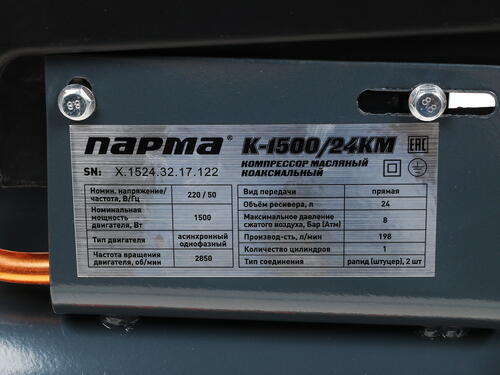 ПАРМА® К-1500/24КМ
КОМПРЕССОР МАСЛЯНЫЙ
КОАКСИАЛЬНЫЙ
EAC
SN: X.1524.32.17.122
Номин. напряжение/
частота, В/Гц 220 / 50
Номинальная
мощность
двигателя, Вт 1500
Тип двигателя асинхронный
однофазный
Частота вращения
двигателя, об/мин 2850
Вид передачи прямая
Объём ресивера, л 24
Максимальное давление
сжатого воздуха, Бар (Атм) 8
Производ-сть, л/мин 198
Количество цилиндров 1
Тип соединения рапид (штуцер), 2 шт